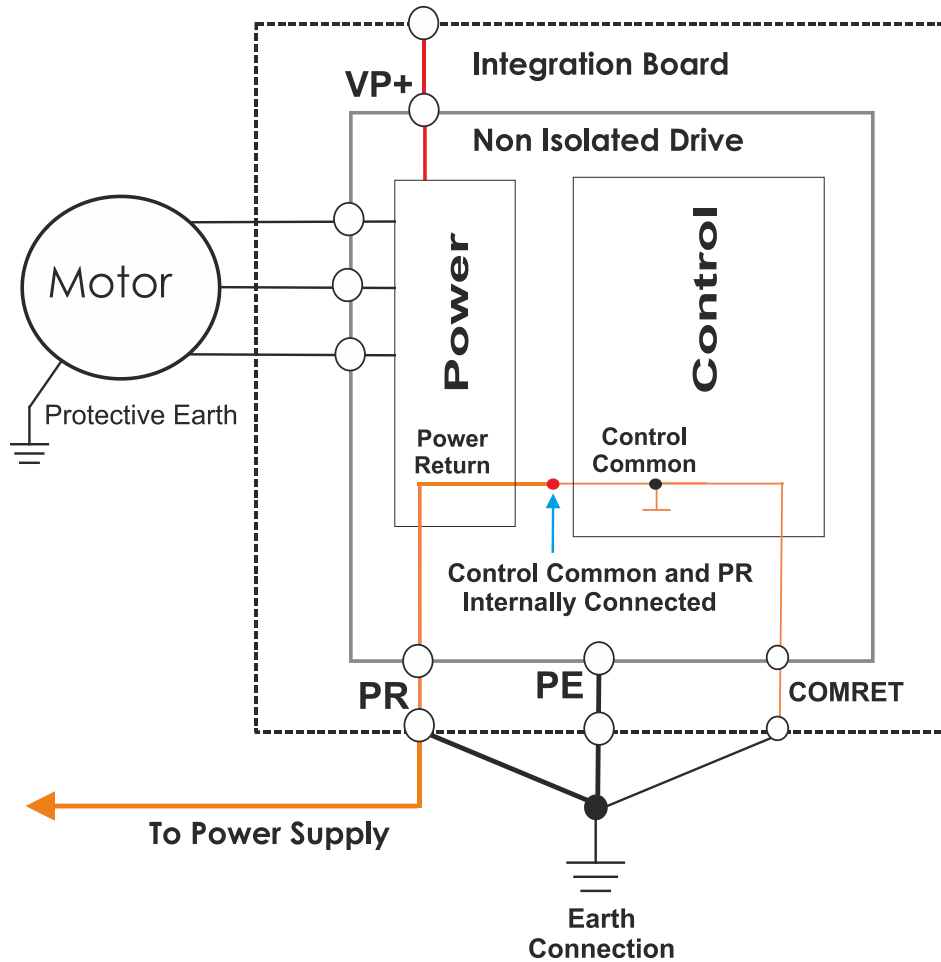 Integration Board
VP+
Non Isolated Drive
Motor
Power
Control
Protective Earth
Power
Return
Control
Common
Control Common and PR
Internally Connected
PR
PE
COMRET
To Power Supply
Earth
Connection